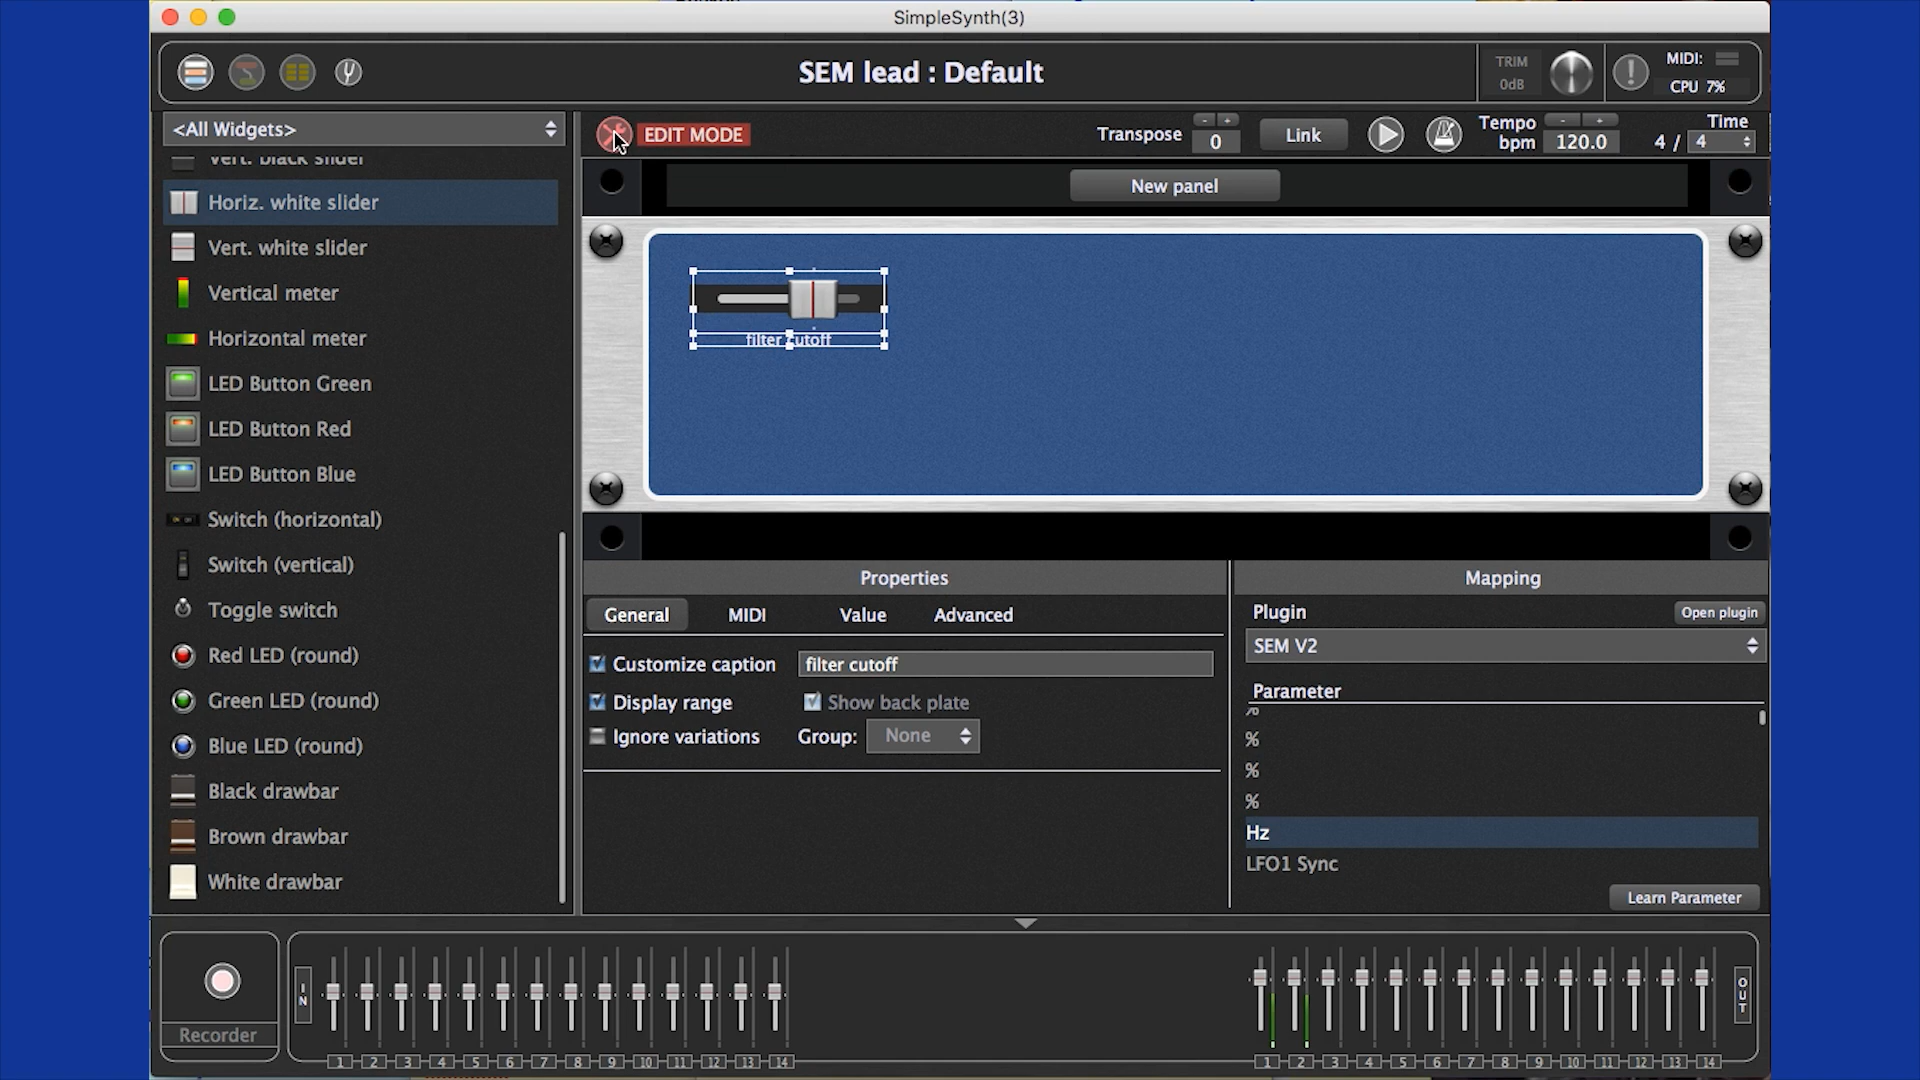 SimpleSynth(3)
SEM lead : Default
TRIM
0dB
MIDI:
CPU 7%
<All Widgets>
EDIT MODE
Transpose
- +
0
Link
Tempo
bpm
- +
120.0
Time
4 / 4
Vert. black slider
Horiz. white slider
Vert. white slider
Vertical meter
Horizontal meter
LED Button Green
LED Button Red
LED Button Blue
Switch (horizontal)
Switch (vertical)
Toggle switch
Red LED (round)
Green LED (round)
Blue LED (round)
Black drawbar
Brown drawbar
White drawbar
New panel
filter cutoff
Properties
General MIDI Value Advanced
Customize caption filter cutoff
Display range Show back plate
Ignore variations Group: None
Mapping
Plugin Open plugin
SEM V2
Parameter
%
%
%
%
Hz
LFO1 Sync
Learn Parameter
Recorder
IN
1 2 3 4 5 6 7 8 9 10 11 12 13 14
1 2 3 4 5 6 7 8 9 10 11 12 13 14
OUT